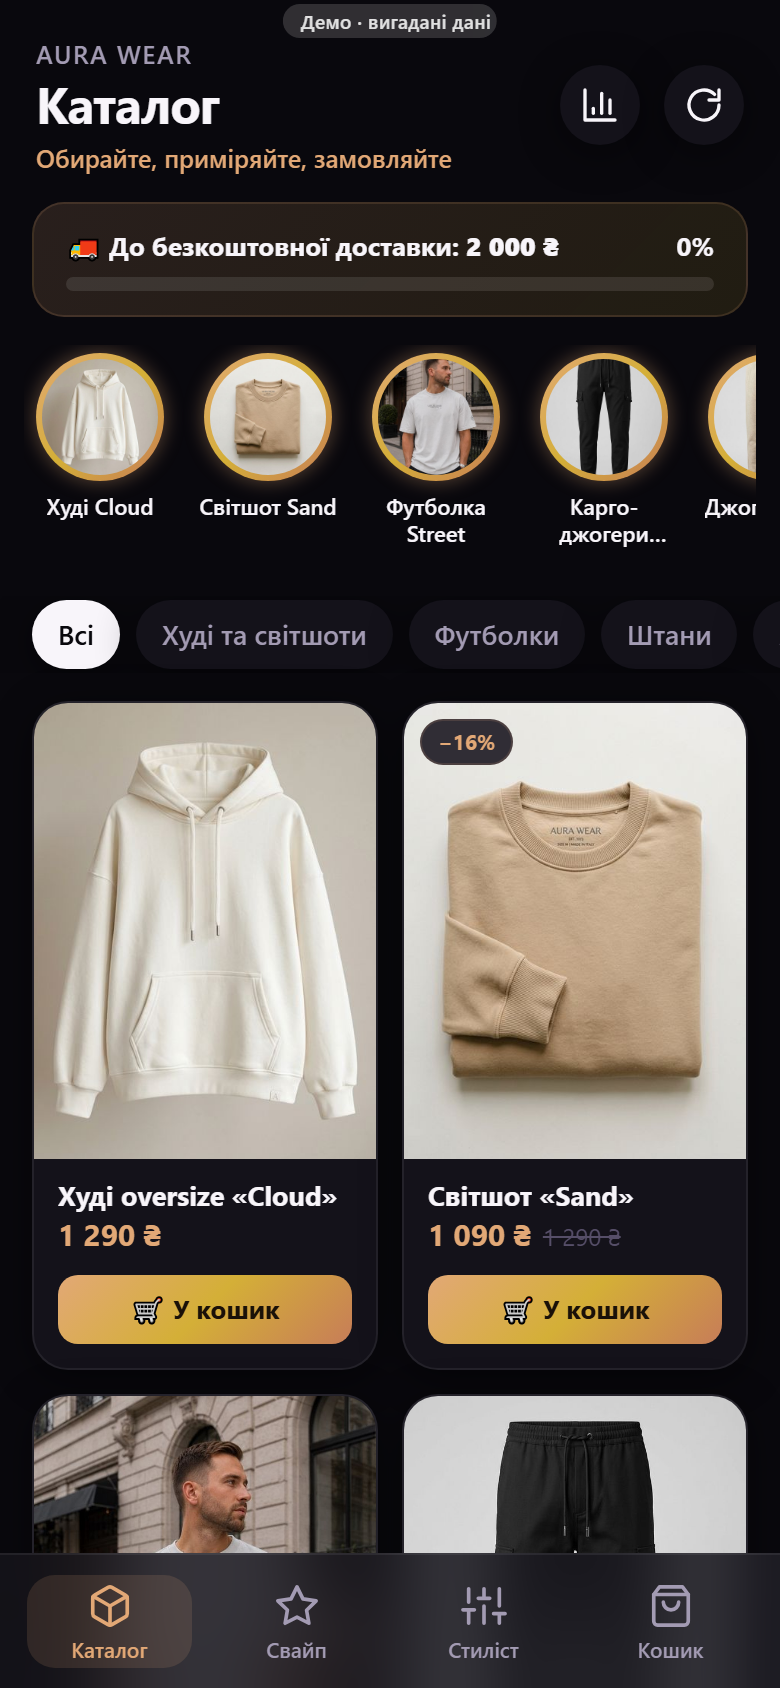 Демо · вигадані дані
AURA WEAR
Каталог
Обирайте, приміряйте, замовляйте
До безкоштовної доставки: 2 000 ₴ 0%
Худі Cloud
Світшот Sand
Футболка
Street
Карго-
джогери...
Всі
Худі та світшоти
Футболки
Штани
−16%
AURA WEAR
Худі oversize «Cloud»
1 290 ₴
У кошик
Світшот «Sand»
1 090 ₴ 1 290 ₴
У кошик
Каталог
Свайп
Стиліст
Кошик